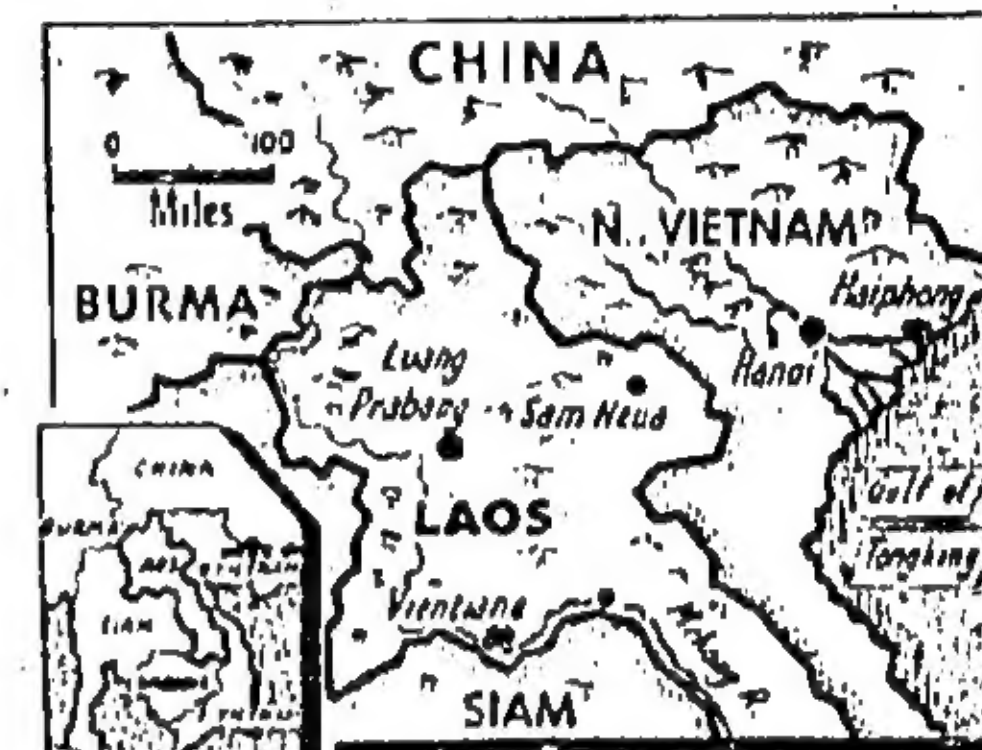 CHINA
0 100
Miles
N. VIETNAM
BURMA
Haiphong
Hanoi
Luang
Prabang
Sam Neua
LAOS
Gulf of
Tongking
Vientiane
Mekong R
SIAM
CHINA
BURMA
SIAM